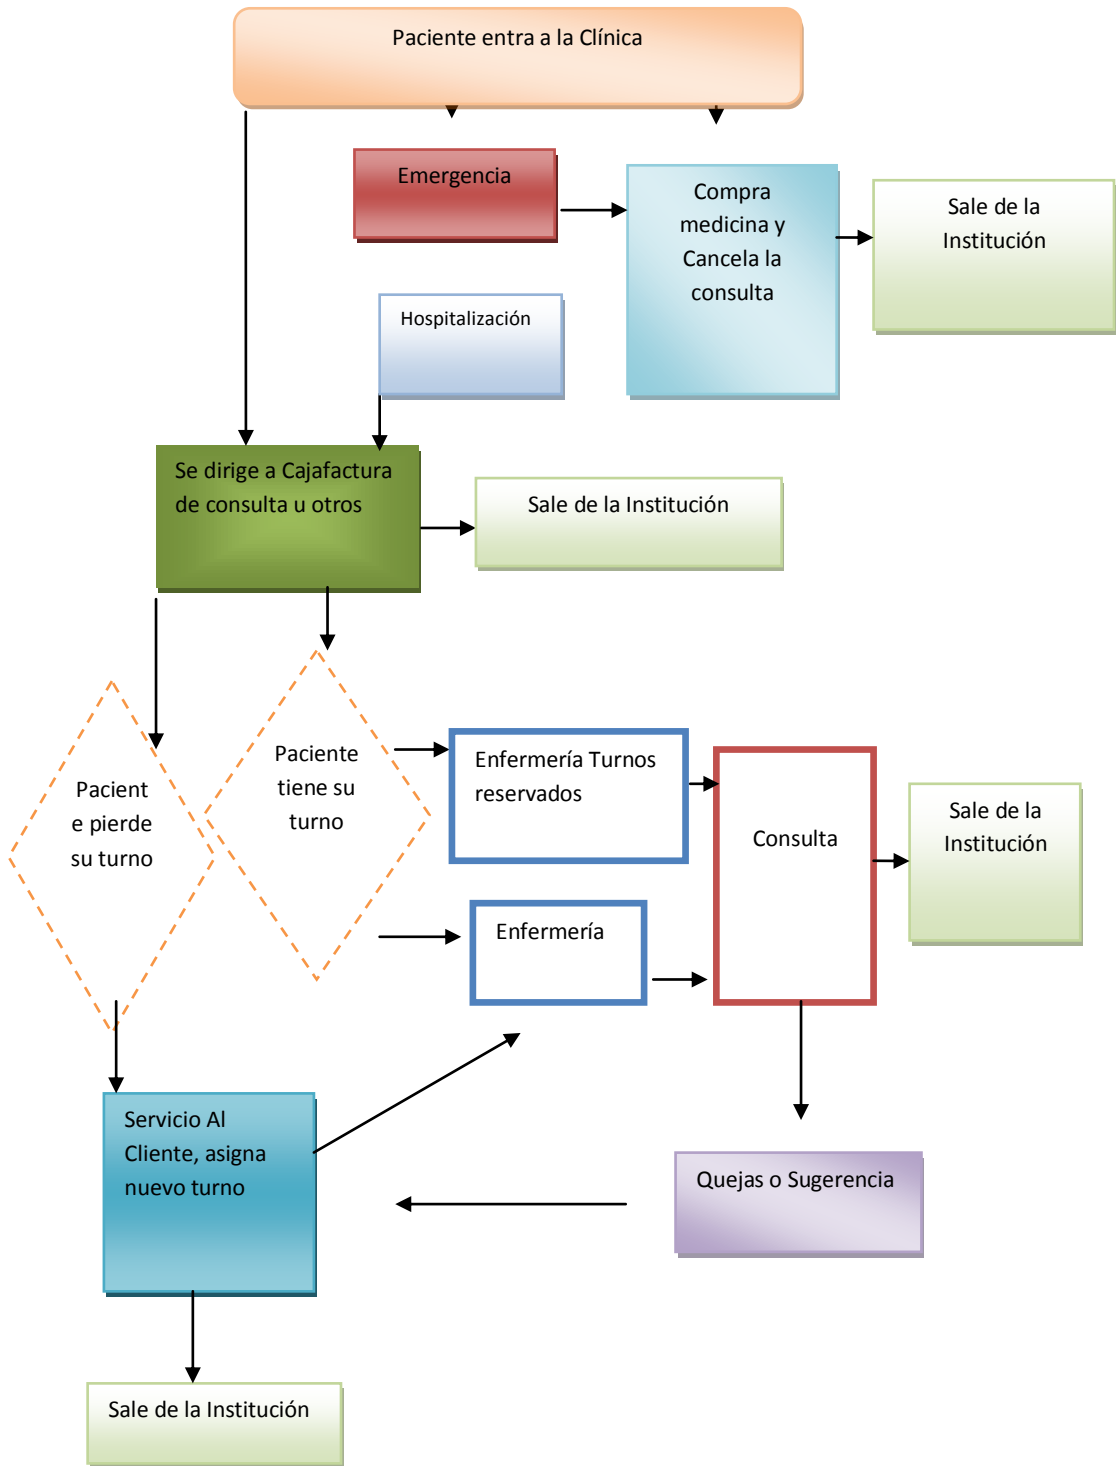 Paciente entra a la Clínica
Emergencia
Compra
medicina y
Cancela la
consulta
Sale de la
Institución
Hospitalización
Se dirige a Cajafactura
de consulta u otros
Sale de la Institución
Pacient
e pierde
su turno
Paciente
tiene su
turno
Enfermería Turnos
reservados
Consulta
Sale de la
Institución
Enfermería
Servicio Al
Cliente, asigna
nuevo turno
Quejas o Sugerencia
Sale de la Institución